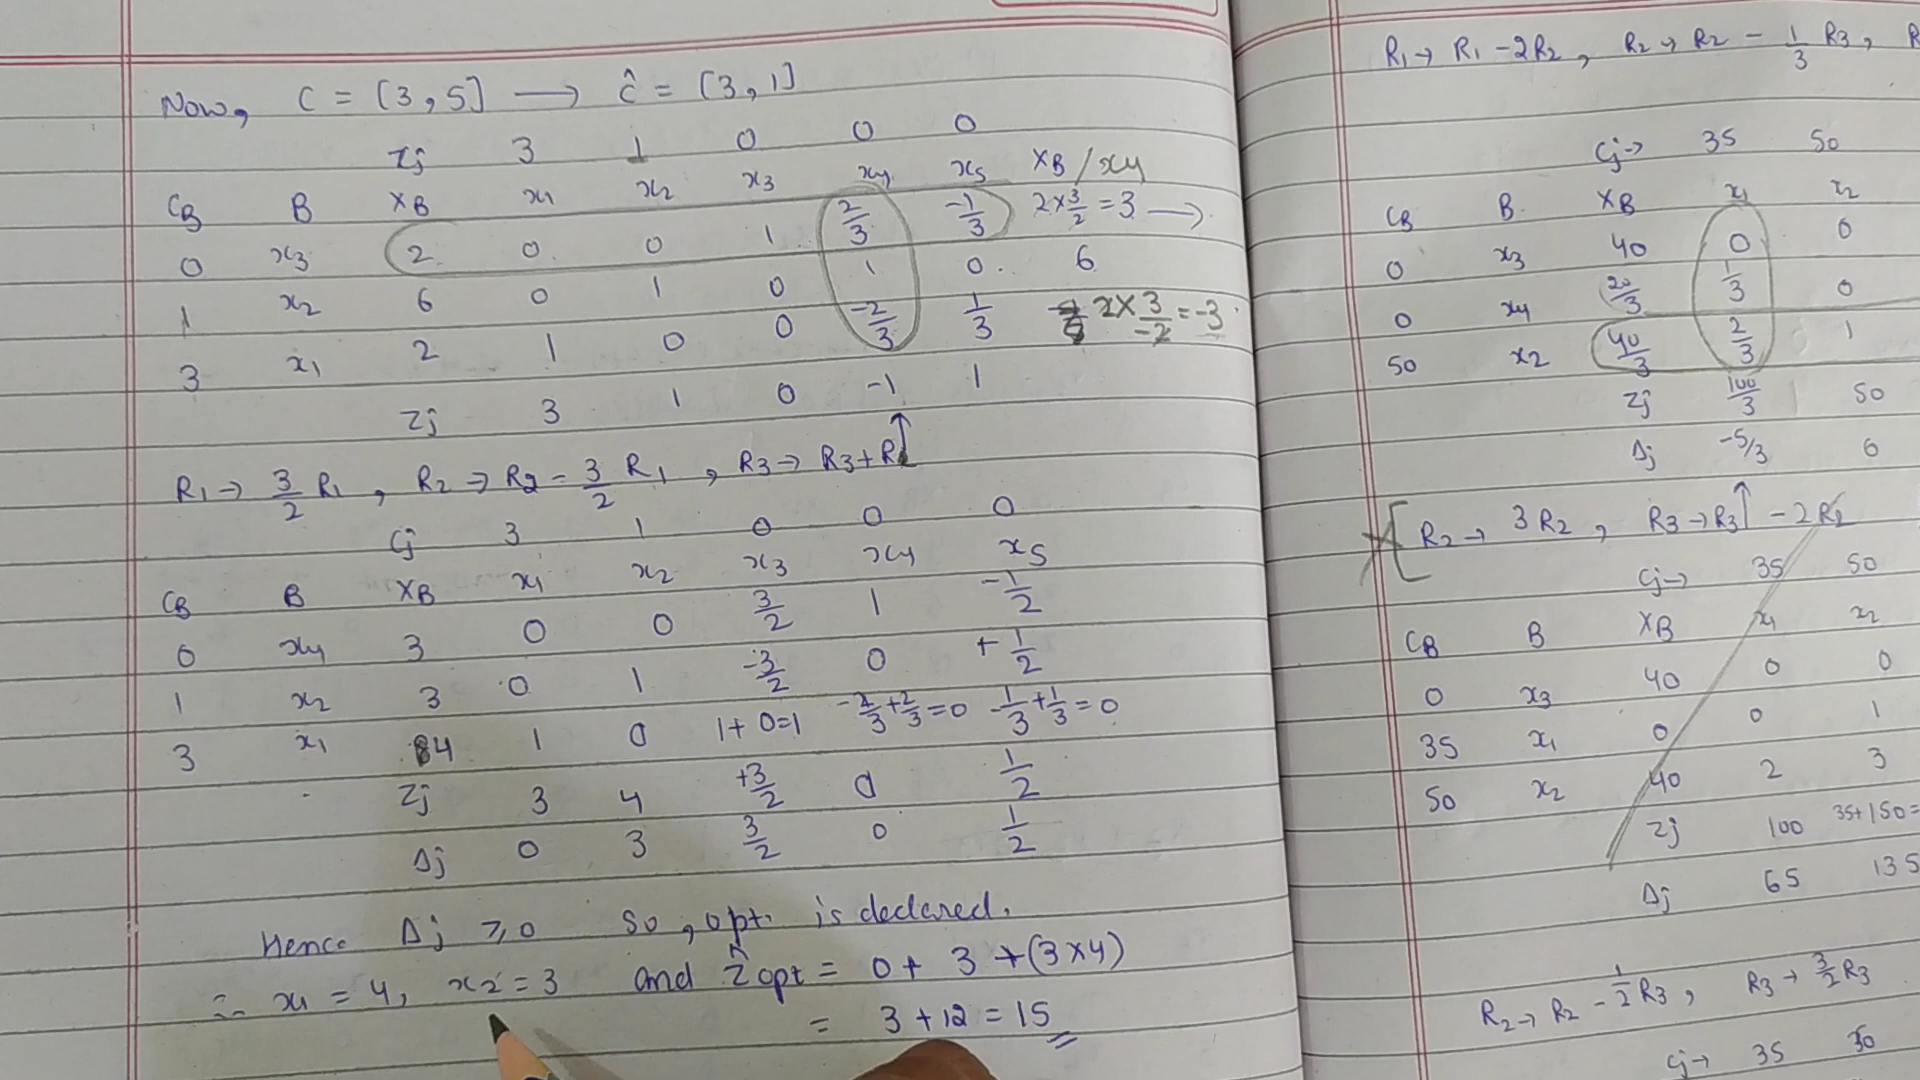 Now, C = [3, 5] → ĉ = [3, 1]
Zj 3 1 0 0 0
CB B XB x1 x2 x3 x4 x5 XB/x4
0 x3 2 0 0 1 2/3 -1/3 2×3/2 = 3 →
1 x2 6 0 1 0 1 0 6
3 x1 2 1 0 0 -2/3 1/3 2×3/-2 = -3
Zj 3 1 0 -1 1
R1→ 3/2 R1, R2→ R2 - 3/2 R1, R3→ R3+R
Cj 3 1 0 0 0
CB B XB x1 x2 x3 x4 x5
0 x4 3 0 0 3/2 1 -1/2
1 x2 3 0 1 -3/2 0 +1/2
3 x1 4 1 0 1+0=1 -2/3+2/3=0 -1/3+1/3=0
Zj 3 4 +3/2 0 1/2
Δj 0 3 3/2 0 1/2
Hence Δj ≥0 So, opt. is declared.
∴ x1 = 4, x2 = 3 and Ẑopt = 0 + 3 + (3×4)
= 3 + 12 = 15
R1→ R1 -2R2, R2→ R2 - 1/3 R3, R
Cj→ 35 50
CB B XB x1 x2
0 x3 40 0 0
0 x4 20/3 1/3 0
50 x2 40/3 2/3 1
Zj 100/3 50
Δj -5/3 0
R2→ 3R2, R3→R3 - 2R2
Cj→ 35 50
CB B XB x1 x2
0 x3 40 0 0
35 x1 0 0 1
50 x2 40 2 3
Zj 100 35+150=
Δj 65 135
R2→ R2 - 1/2 R3, R3→ 3/2 R3
Cj→ 35 50